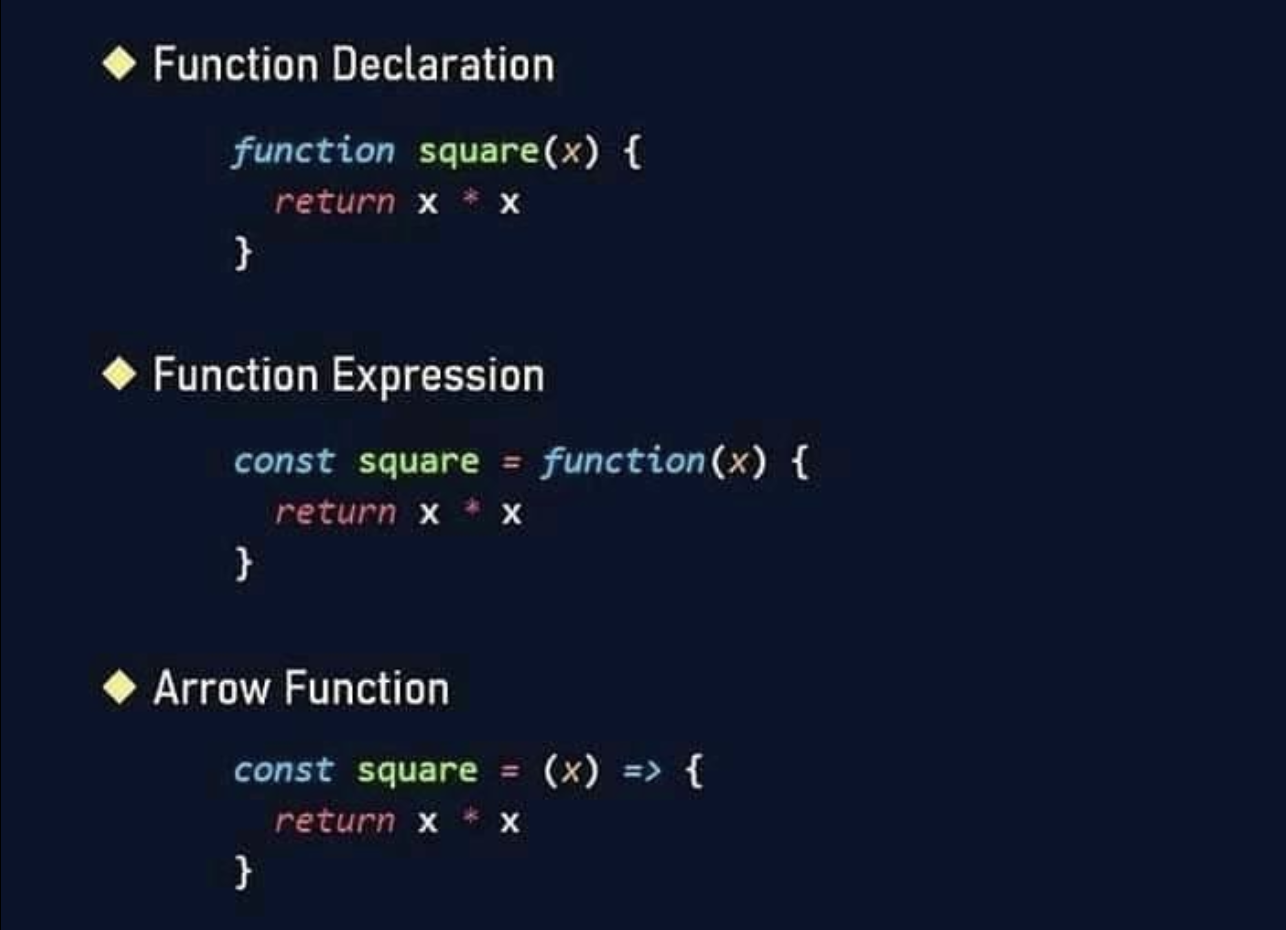 Function Declaration
function square(x) {
return x * x
}
Function Expression
const square = function(x) {
return x * x
}
Arrow Function
const square = (x) => {
return x * x
}